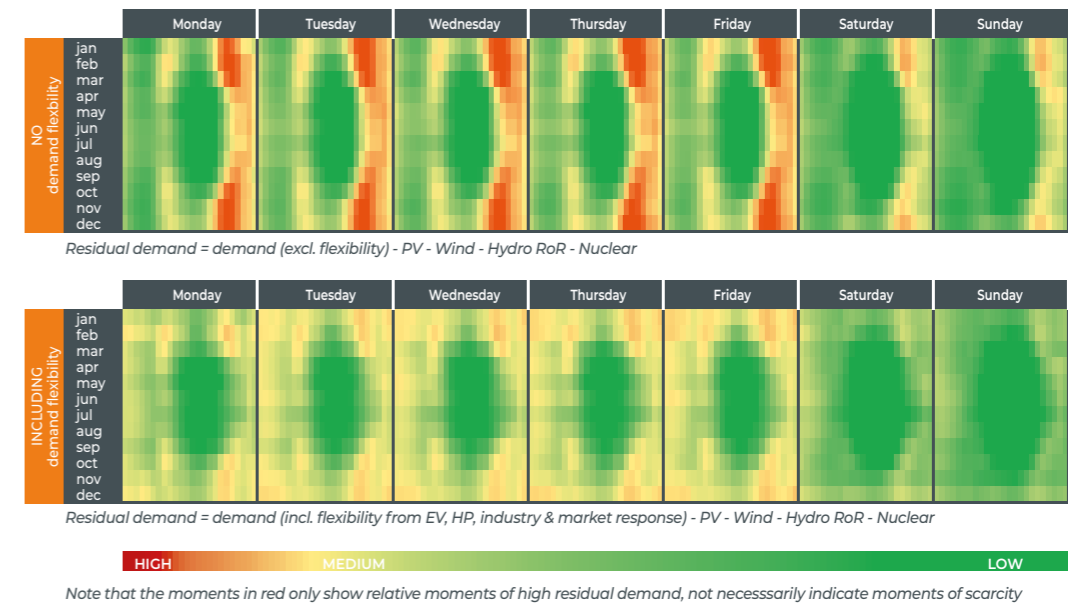 Monday Tuesday Wednesday Thursday Friday Saturday Sunday
NO
demand flexbility
jan
feb
mar
apr
may
jun
jul
aug
sep
oct
nov
dec
Residual demand = demand (excl. flexibility) - PV - Wind - Hydro RoR - Nuclear
Monday Tuesday Wednesday Thursday Friday Saturday Sunday
INCLUDING
demand flexibility
jan
feb
mar
apr
may
jun
jul
aug
sep
oct
nov
dec
Residual demand = demand (incl. flexibility from EV, HP, industry & market response) - PV - Wind - Hydro RoR - Nuclear
HIGH MEDIUM LOW
Note that the moments in red only show relative moments of high residual demand, not necesssarily indicate moments of scarcity